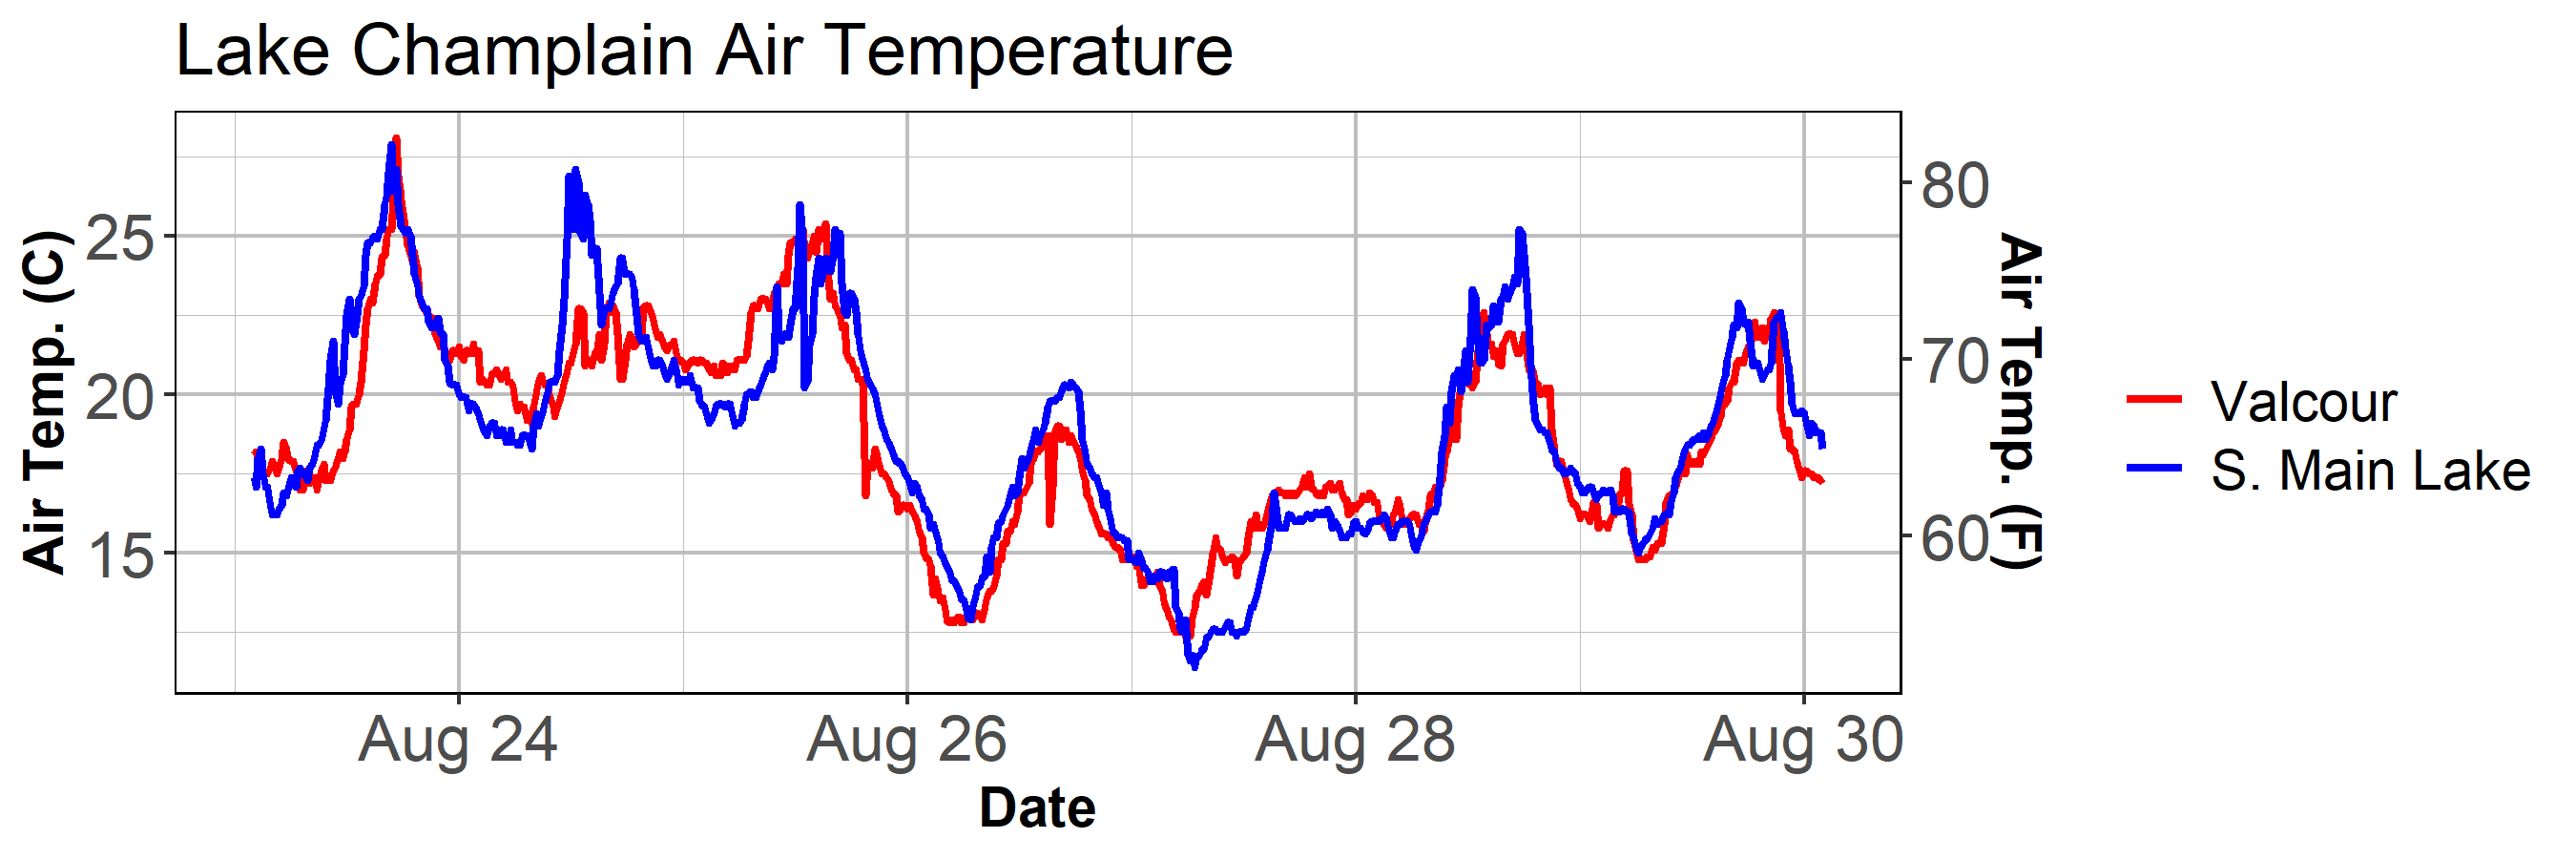 Lake Champlain Air Temperature
Air Temp. (C)
25
20
15
80
70
60
Air Temp. (F)
Valcour
S. Main Lake
Aug 24
Aug 26
Aug 28
Aug 30
Date